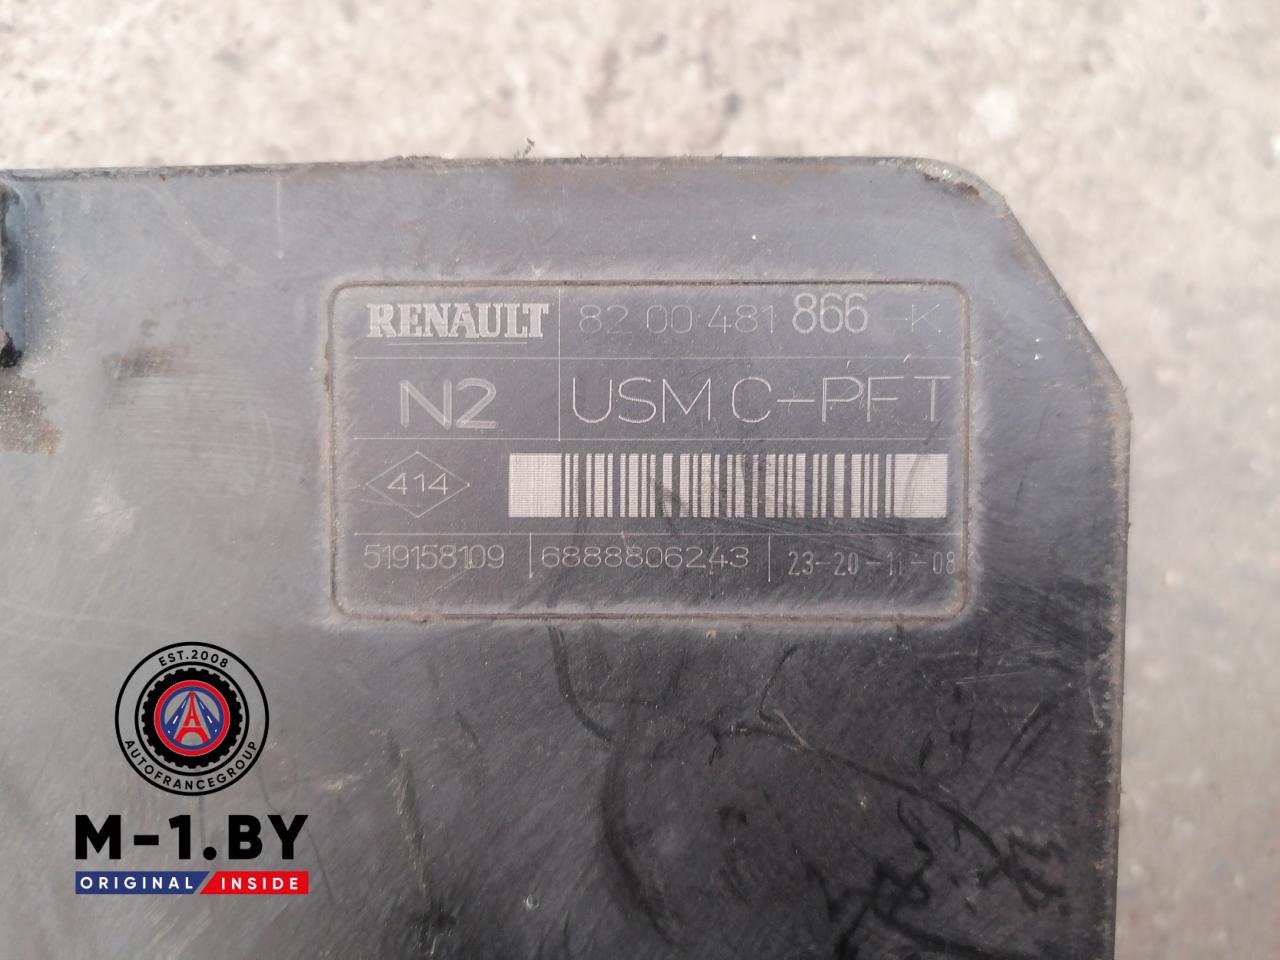 RENAULT 82 00 481 866 -K
N2 USM C-PFT
414
519158109 6888806243 23-20-11-08
EST.2008
AUTOFRANCEGROUP
M-1.BY
ORIGINAL INSIDE